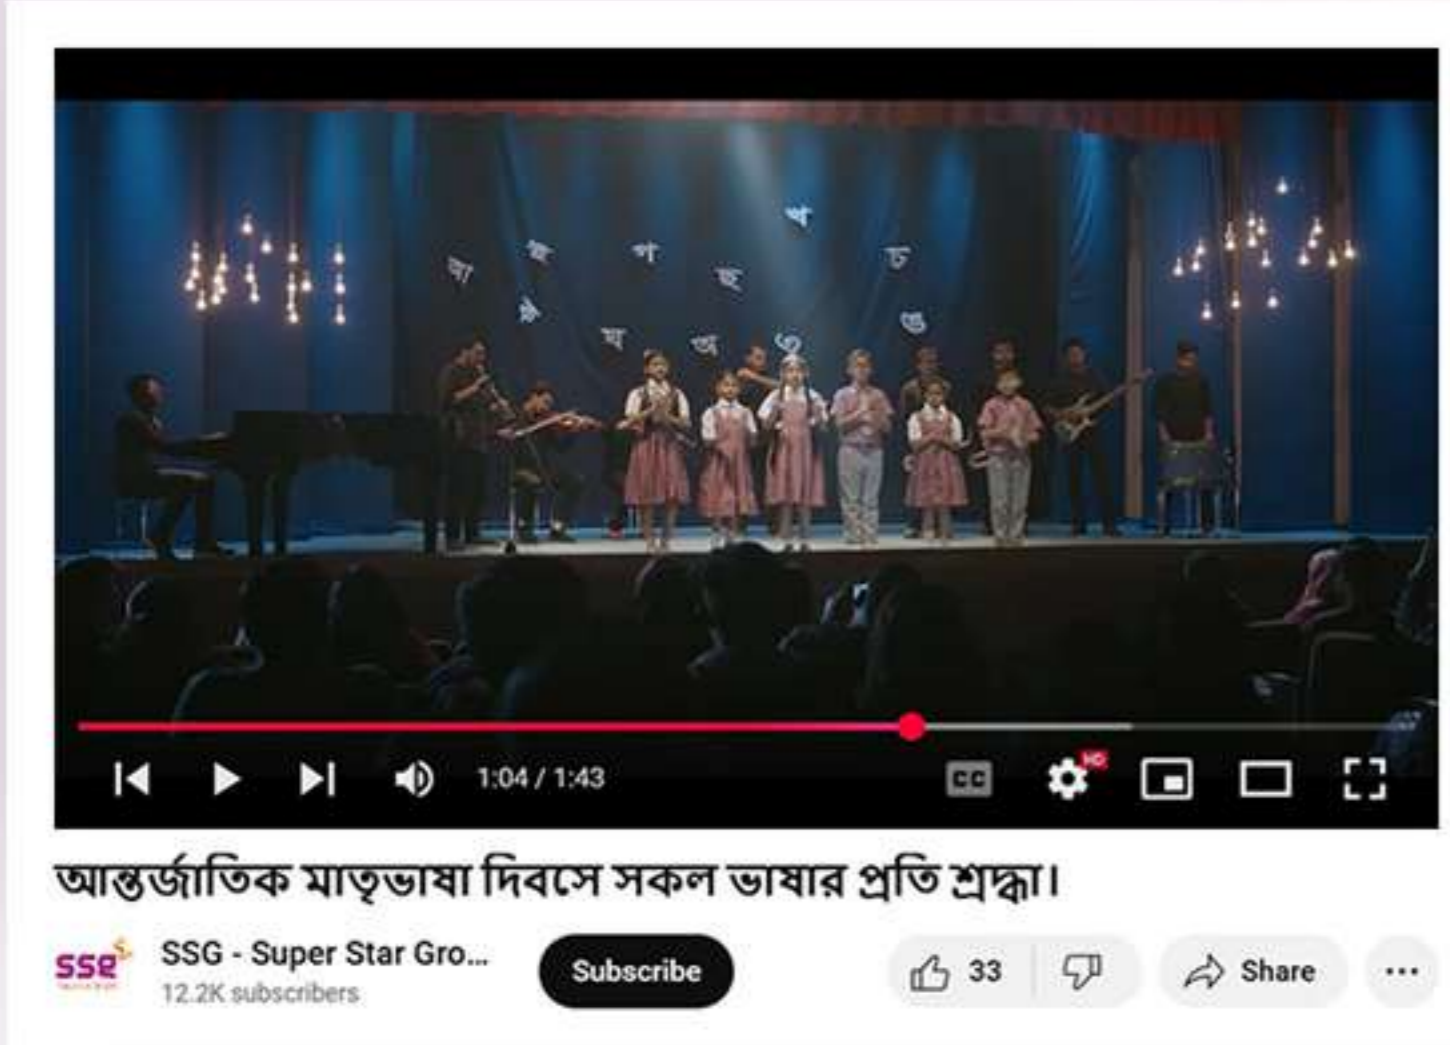 খ
গ
চ
ঘ
অ
ঙ
1:04 / 1:43
CC
HD
আন্তর্জাতিক মাতৃভাষা দিবসে সকল ভাষার প্রতি শ্রদ্ধা।
SSG - Super Star Gro...
12.2K subscribers
Subscribe
33
Share